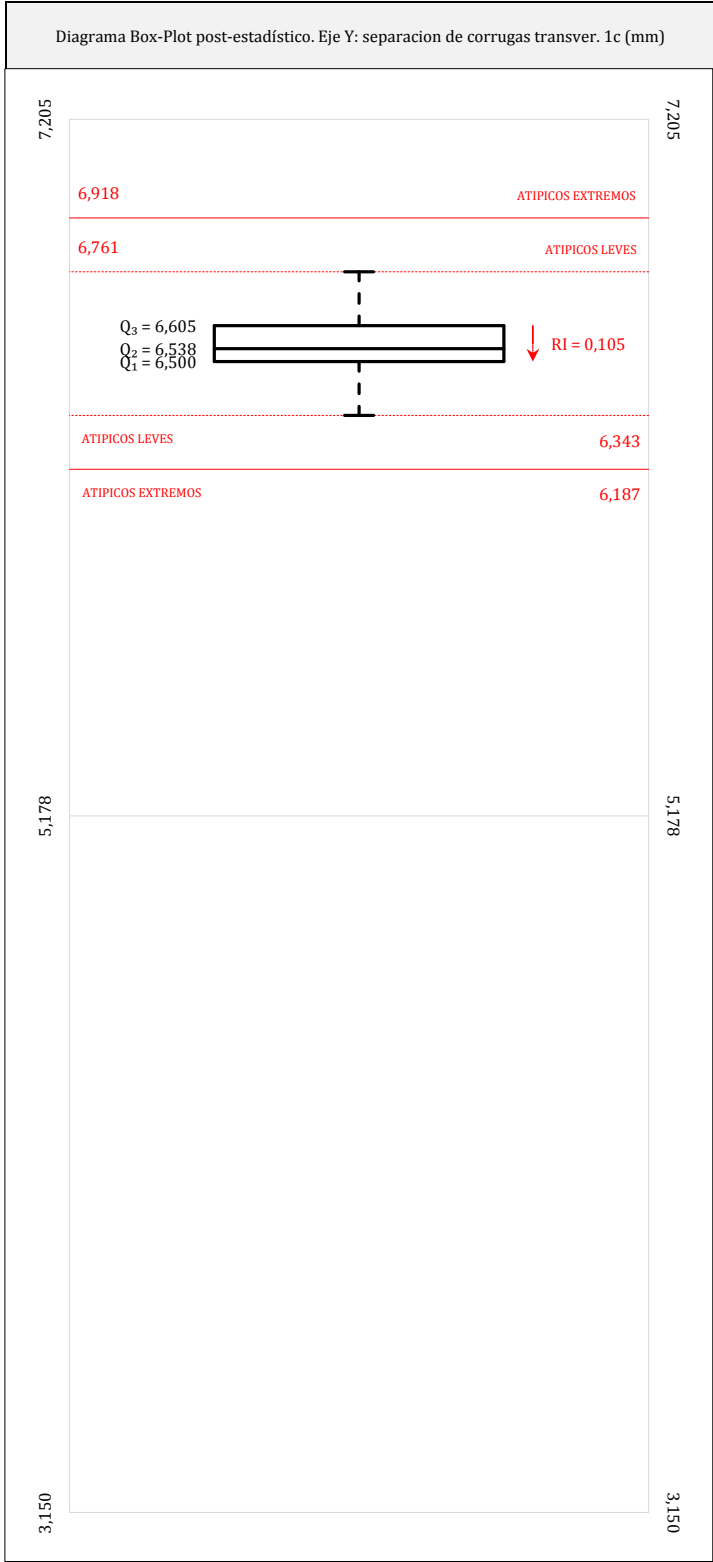 Diagrama Box-Plot post-estadístico. Eje Y: separacion de corrugas transver. 1c (mm)
7,205
7,205
6,918
ATIPICOS EXTREMOS
6,761
ATIPICOS LEVES
Q₃ = 6,605
Q₂ = 6,538
RI = 0,105
Q₁ = 6,500
ATIPICOS LEVES
6,343
ATIPICOS EXTREMOS
6,187
5,178
5,178
3,150
3,150